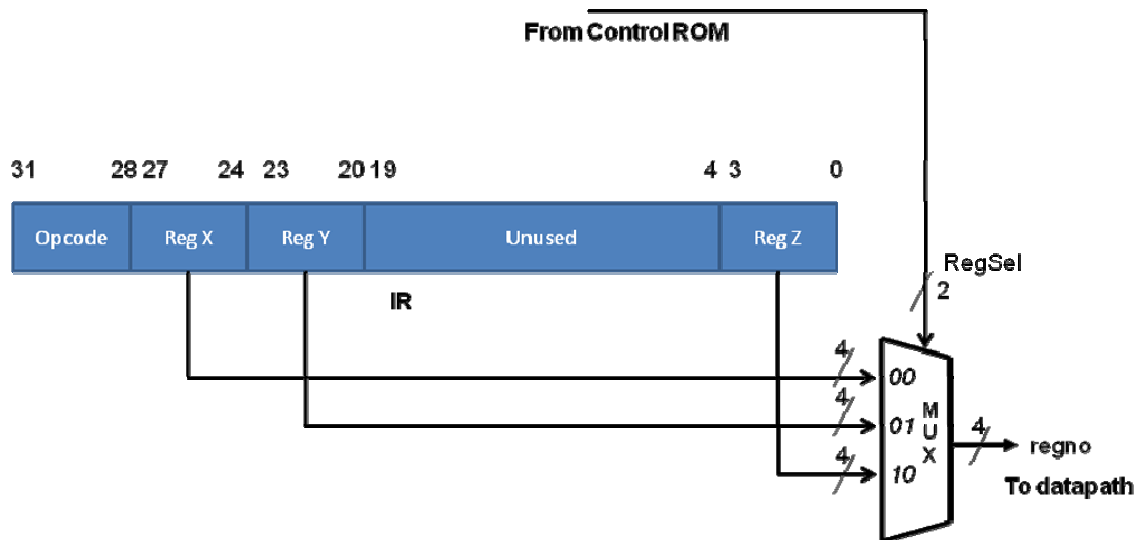 From Control ROM
31 28 27 24 23 20 19 4 3 0
Opcode Reg X Reg Y Unused Reg Z
RegSel
2
IR
4
00
4
01
4
10
MUX
4
regno
To datapath